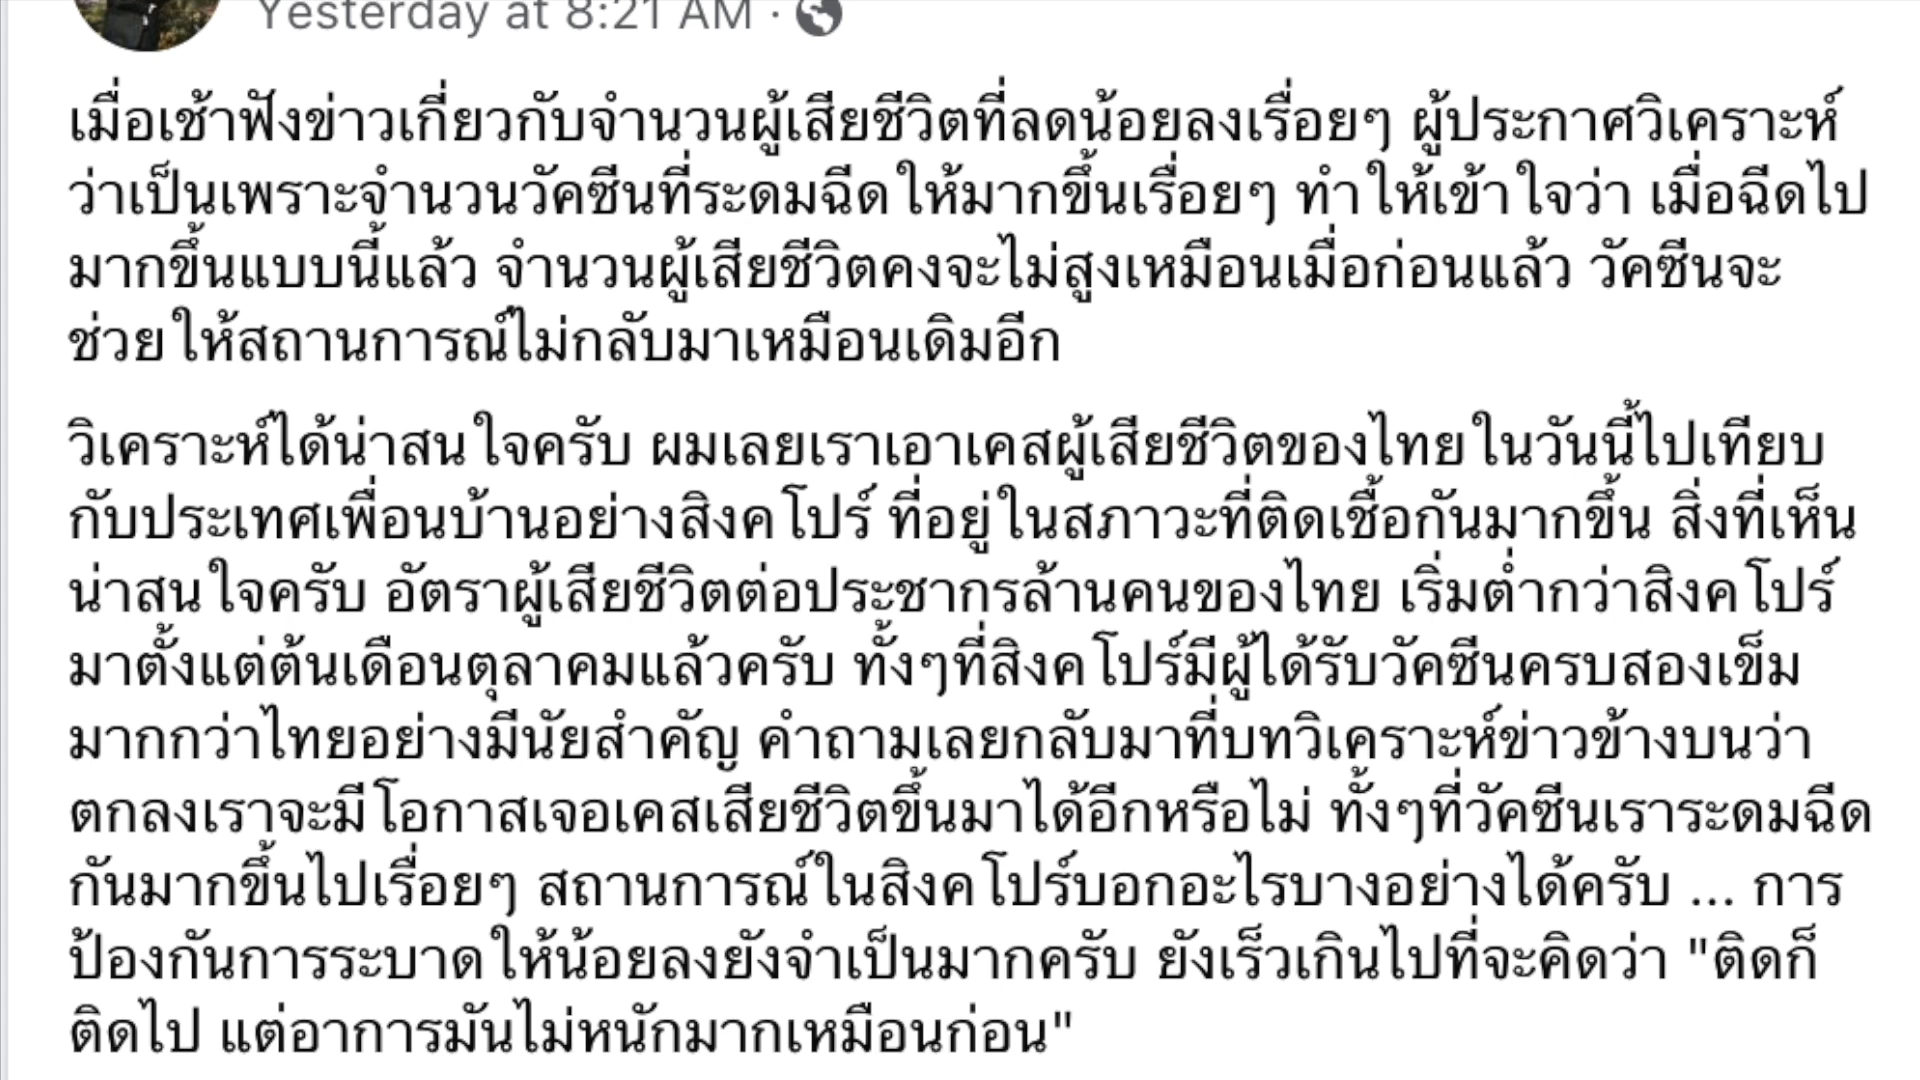 Yesterday at 8:21 AM ·
เมื่อเช้าฟังข่าวเกี่ยวกับจำนวนผู้เสียชีวิตที่ลดน้อยลงเรื่อยๆ ผู้ประกาศวิเคราะห์
ว่าเป็นเพราะจำนวนวัคซีนที่ระดมฉีดให้มากขึ้นเรื่อยๆ ทำให้เข้าใจว่า เมื่อฉีดไป
มากขึ้นแบบนี้แล้ว จำนวนผู้เสียชีวิตคงจะไม่สูงเหมือนเมื่อก่อนแล้ว วัคซีนจะ
ช่วยให้สถานการณ์ไม่กลับมาเหมือนเดิมอีก
วิเคราะห์ได้น่าสนใจครับ ผมเลยเราเอาเคสผู้เสียชีวิตของไทยในวันนี้ไปเทียบ
กับประเทศเพื่อนบ้านอย่างสิงคโปร์ ที่อยู่ในสภาวะที่ติดเชื้อกันมากขึ้น สิ่งที่เห็น
น่าสนใจครับ อัตราผู้เสียชีวิตต่อประชากรล้านคนของไทย เริ่มต่ำกว่าสิงคโปร์
มาตั้งแต่ต้นเดือนตุลาคมแล้วครับ ทั้งๆที่สิงคโปร์มีผู้ได้รับวัคซีนครบสองเข็ม
มากกว่าไทยอย่างมีนัยสำคัญ คำถามเลยกลับมาที่บทวิเคราะห์ข่าวข้างบนว่า
ตกลงเราจะมีโอกาสเจอเคสเสียชีวิตขึ้นมาได้อีกหรือไม่ ทั้งๆที่วัคซีนเราระดมฉีด
กันมากขึ้นไปเรื่อยๆ สถานการณ์ในสิงคโปร์บอกอะไรบางอย่างได้ครับ ... การ
ป้องกันการระบาดให้น้อยลงยังจำเป็นมากครับ ยังเร็วเกินไปที่จะคิดว่า "ติดก็
ติดไป แต่อาการมันไม่หนักมากเหมือนก่อน"